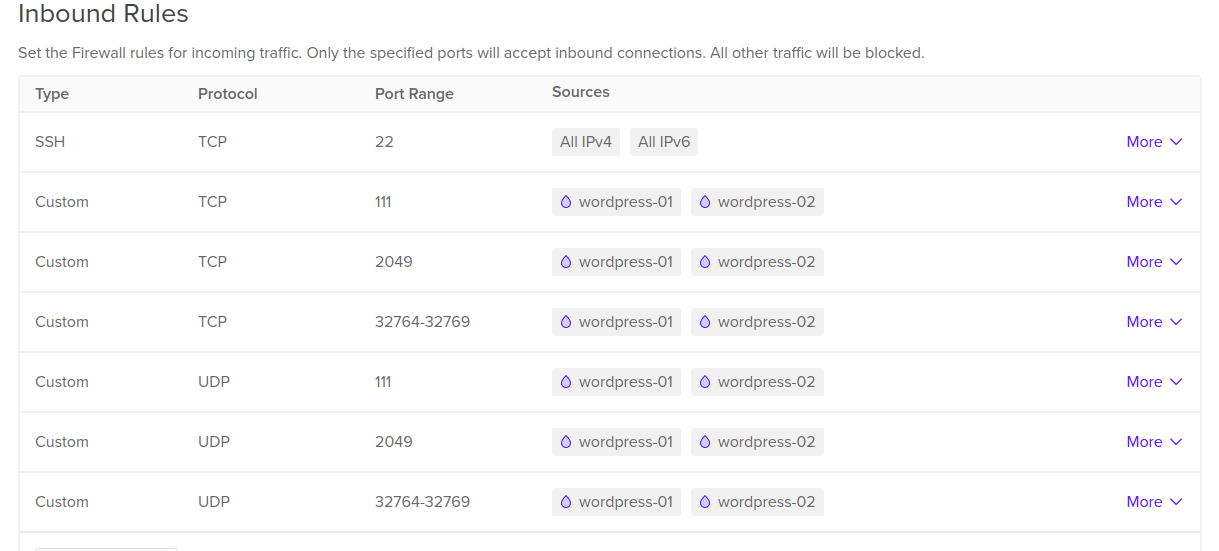 Inbound Rules
Set the Firewall rules for incoming traffic. Only the specified ports will accept inbound connections. All other traffic will be blocked.
Type Protocol Port Range Sources
SSH TCP 22 All IPv4 All IPv6 More
Custom TCP 111 wordpress-01 wordpress-02 More
Custom TCP 2049 wordpress-01 wordpress-02 More
Custom TCP 32764-32769 wordpress-01 wordpress-02 More
Custom UDP 111 wordpress-01 wordpress-02 More
Custom UDP 2049 wordpress-01 wordpress-02 More
Custom UDP 32764-32769 wordpress-01 wordpress-02 More